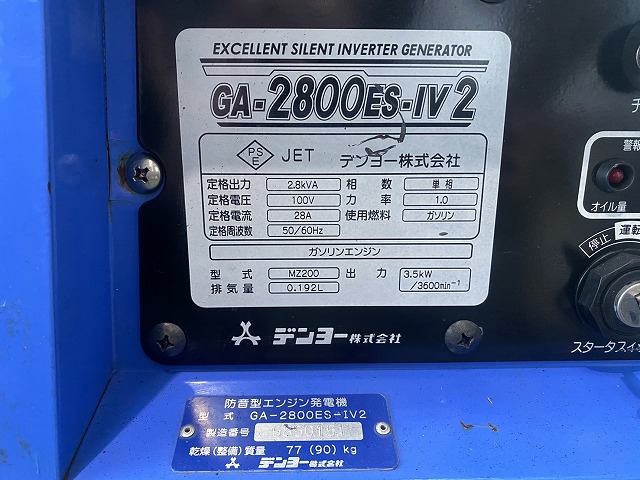 EXCELLENT SILENT INVERTER GENERATOR
GA-2800ES-IV2
PS E JET デンヨー株式会社
定格出力 2.8kVA 相数 単相
定格電圧 100V 力率 1.0
定格電流 28A 使用燃料 ガソリン
定格周波数 50/60Hz
ガソリンエンジン
型式 MZ200 出力 3.5kW
排気量 0.192L /3600min⁻¹
デンヨー株式会社
警報
オイル量
停止 運転
スタータスイ
防音型エンジン発電機
型式 GA-2800ES-IV2
製造番号
乾燥(整備)質量 77(90)kg
デンヨー株式会社